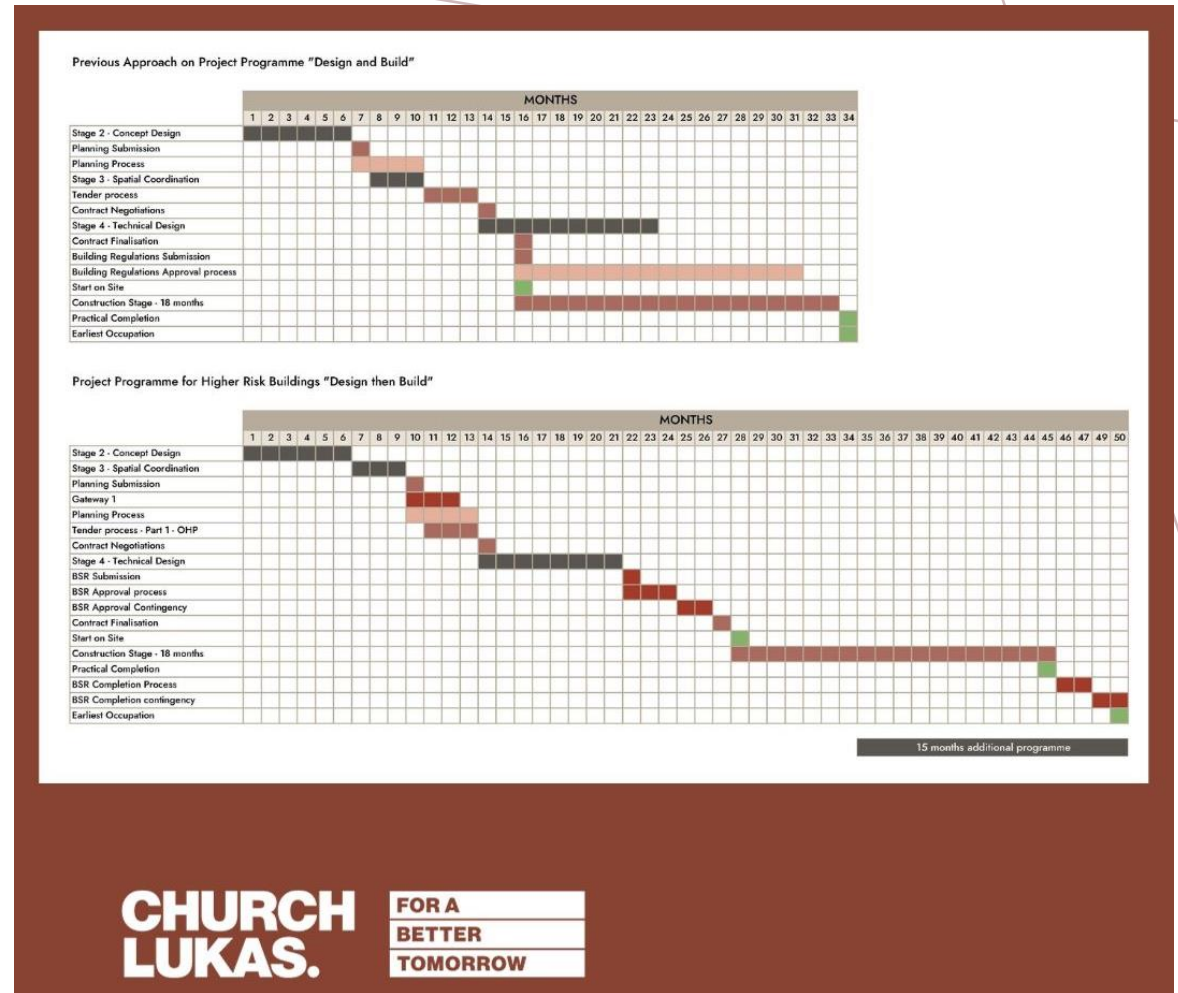 Previous Approach on Project Programme "Design and Build"
MONTHS
1 2 3 4 5 6 7 8 9 10 11 12 13 14 15 16 17 18 19 20 21 22 23 24 25 26 27 28 29 30 31 32 33 34
Stage 2 - Concept Design
Planning Submission
Planning Process
Stage 3 - Spatial Coordination
Tender process
Contract Negotiations
Stage 4 - Technical Design
Contract Finalisation
Building Regulations Submission
Building Regulations Approval process
Start on Site
Construction Stage - 18 months
Practical Completion
Earliest Occupation
Project Programme for Higher Risk Buildings "Design then Build"
MONTHS
1 2 3 4 5 6 7 8 9 10 11 12 13 14 15 16 17 18 19 20 21 22 23 24 25 26 27 28 29 30 31 32 33 34 35 36 37 38 39 40 41 42 43 44 45 46 47 49 50
Stage 2 - Concept Design
Stage 3 - Spatial Coordination
Planning Submission
Gateway 1
Planning Process
Tender process - Part 1 - OHP
Contract Negotiations
Stage 4 - Technical Design
BSR Submission
BSR Approval process
BSR Approval Contingency
Contract Finalisation
Start on Site
Construction Stage - 18 months
Practical Completion
BSR Completion Process
BSR Completion contingency
Earliest Occupation
15 months additional programme
CHURCH
LUKAS.
FOR A
BETTER
TOMORROW